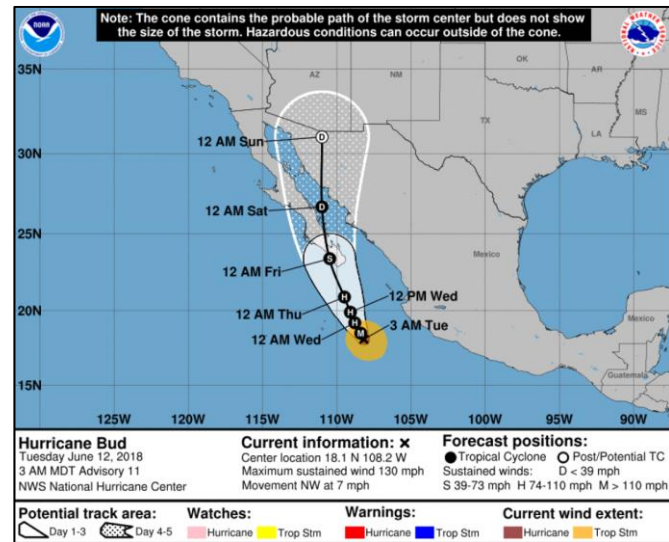 Note: The cone contains the probable path of the storm center but does not show
the size of the storm. Hazardous conditions can occur outside of the cone.
NOAA
35N
AZ
NM
OK
AR
MS
TX
LA
12 AM Sun
D
30N
12 AM Sat
D
25N
Mexico
12 AM Fri
S
12 AM Thu
H
12 PM Wed
H
20N
12 AM Wed
H
3 AM Tue
M
Mexico
15N
Guatemala
125W
120W
115W
110W
105W
100W
95W
90W
Hurricane Bud
Tuesday June 12, 2018
3 AM MDT Advisory 11
NWS National Hurricane Center
Current information: ×
Center location 18.1 N 108.2 W
Maximum sustained wind 130 mph
Movement NW at 7 mph
Forecast positions:
Tropical Cyclone Post/Potential TC
Sustained winds: D < 39 mph
S 39-73 mph H 74-110 mph M > 110 mph
Potential track area:
Day 1-3 Day 4-5
Watches:
Hurricane Trop Stm
Warnings:
Hurricane Trop Stm
Current wind extent:
Hurricane Trop Stm